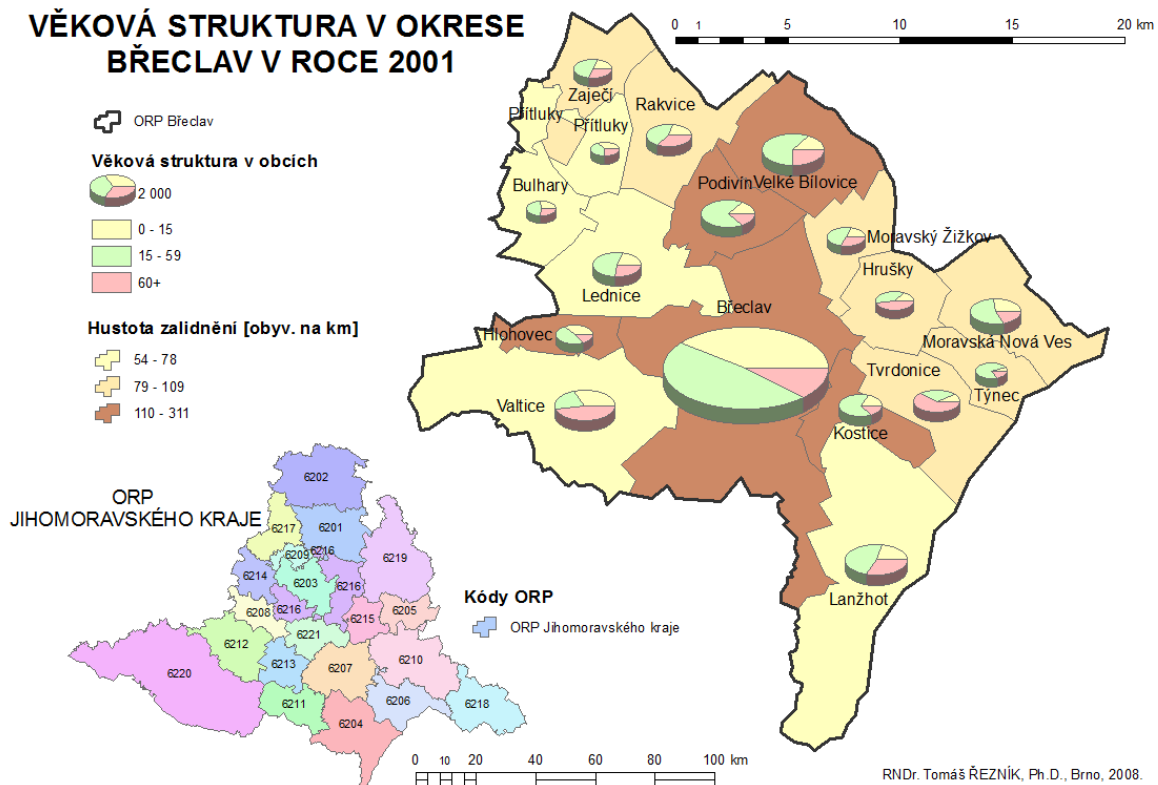 VĚKOVÁ STRUKTURA V OKRESE
BŘECLAV V ROCE 2001
ORP Břeclav
Věková struktura v obcích
2 000
0 - 15
15 - 59
60+
Hustota zalidnění [obyv. na km]
54 - 78
79 - 109
110 - 311
0 1 5 10 15 20 km
Zaječí
Přítluky
Přítluky
Rakvice
Bulhary
Podivín
Velké Bílovice
Moravský Žižkov
Lednice
Hrušky
Břeclav
Hlohovec
Moravská Nová Ves
Tvrdonice
Týnec
Valtice
Kostice
Lanžhot
ORP
JIHOMORAVSKÉHO KRAJE
6202
6217
6201
6209
6216
6219
6214
6203
6216
6208
6216
6215
6205
6212
6221
6213
6207
6210
6220
6211
6206
6218
6204
Kódy ORP
ORP Jihomoravského kraje
0 10 20 40 60 80 100 km
RNDr. Tomáš ŘEZNÍK, Ph.D., Brno, 2008.